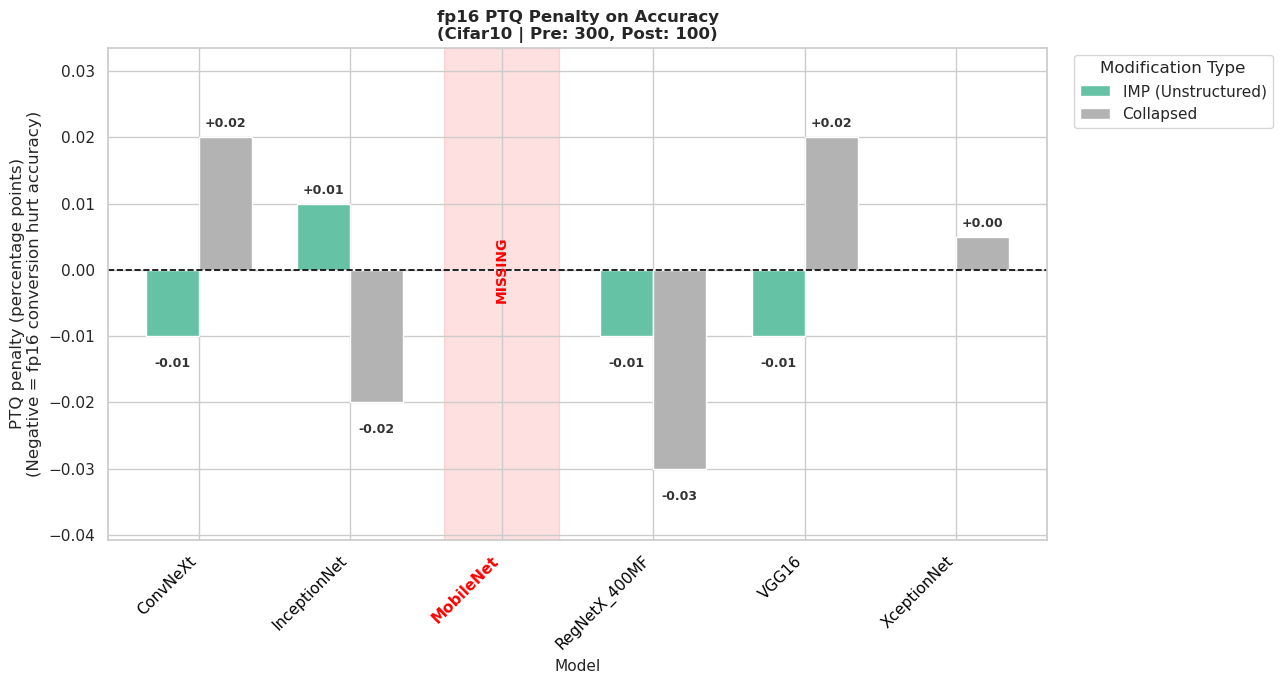 fp16 PTQ Penalty on Accuracy
(Cifar10 | Pre: 300, Post: 100)
PTQ penalty (percentage points)
(Negative = fp16 conversion hurt accuracy)
0.03
0.02
0.01
0.00
−0.01
−0.02
−0.03
−0.04
+0.02
+0.02
+0.01
+0.00
MISSING
-0.01
-0.01
-0.01
-0.02
-0.03
ConvNeXt
InceptionNet
MobileNet
RegNetX_400MF
VGG16
XceptionNet
Model
Modification Type
IMP (Unstructured)
Collapsed